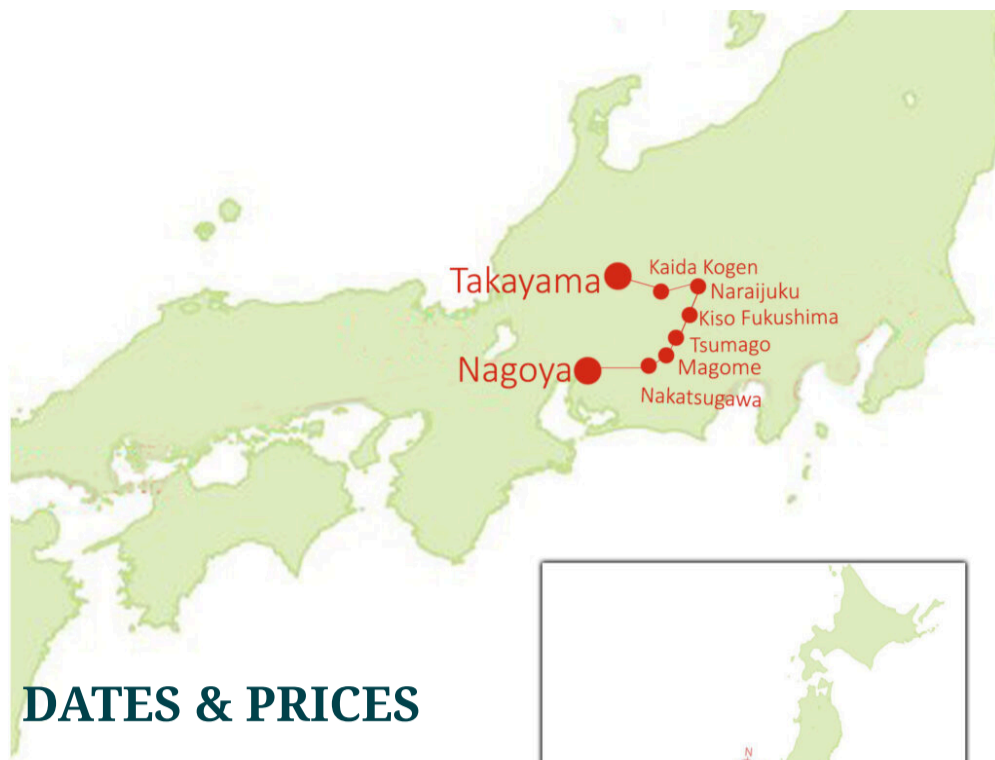 Kaida Kogen
Takayama
Naraijuku
Kiso Fukushima
Tsumago
Magome
Nagoya
Nakatsugawa
DATES & PRICES
N